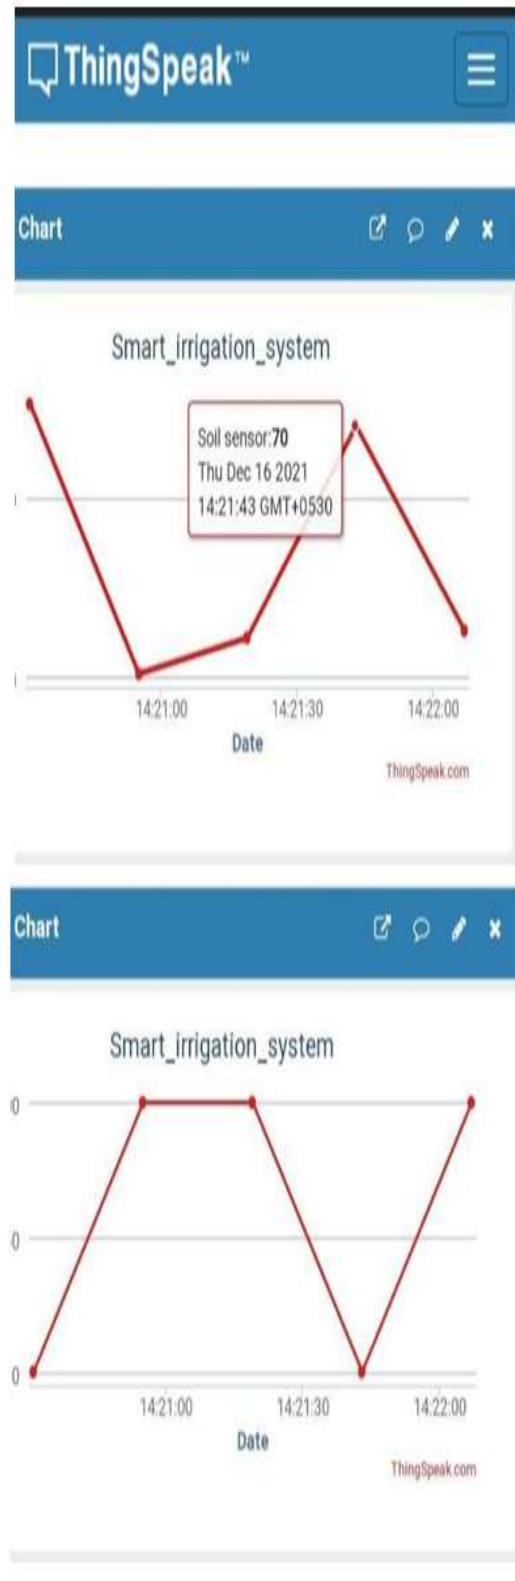 ThingSpeak™
Chart
Smart_irrigation_system
Soil sensor:70
Thu Dec 16 2021
14:21:43 GMT+0530
14:21:00 14:21:30 14:22:00
Date
ThingSpeak.com
Chart
Smart_irrigation_system
0
0
0
14:21:00 14:21:30 14:22:00
Date
ThingSpeak.com